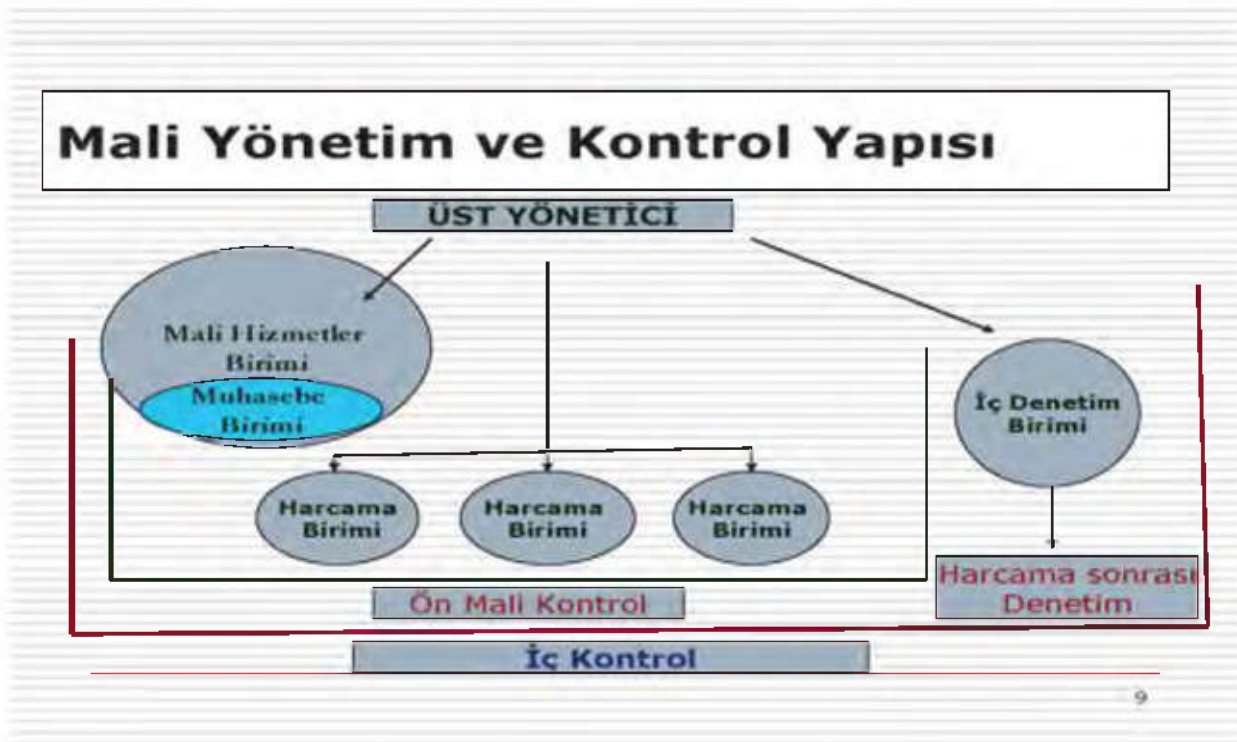 Mali Yönetim ve Kontrol Yapısı
ÜST YÖNETİCİ
Mali Hizmetler
Birimi
Muhasebe
Birimi
İç Denetim
Birimi
Harcama
Birimi
Harcama
Birimi
Harcama
Birimi
Harcama sonrası
Denetim
Ön Mali Kontrol
İç Kontrol
9